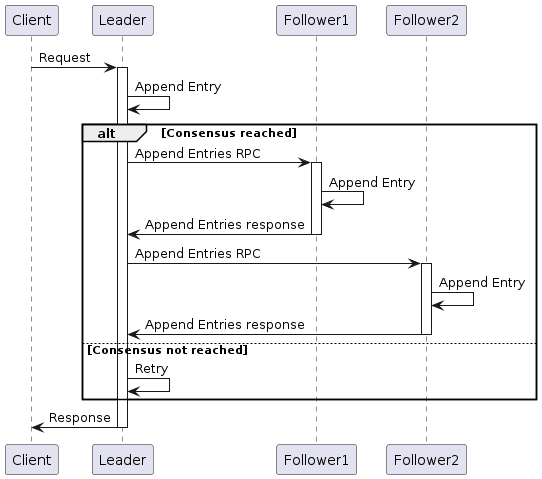 Client Leader Follower1 Follower2
Request
Append Entry
alt [Consensus reached]
Append Entries RPC
Append Entry
Append Entries response
Append Entries RPC
Append Entry
Append Entries response
[Consensus not reached]
Retry
Response
Client Leader Follower1 Follower2